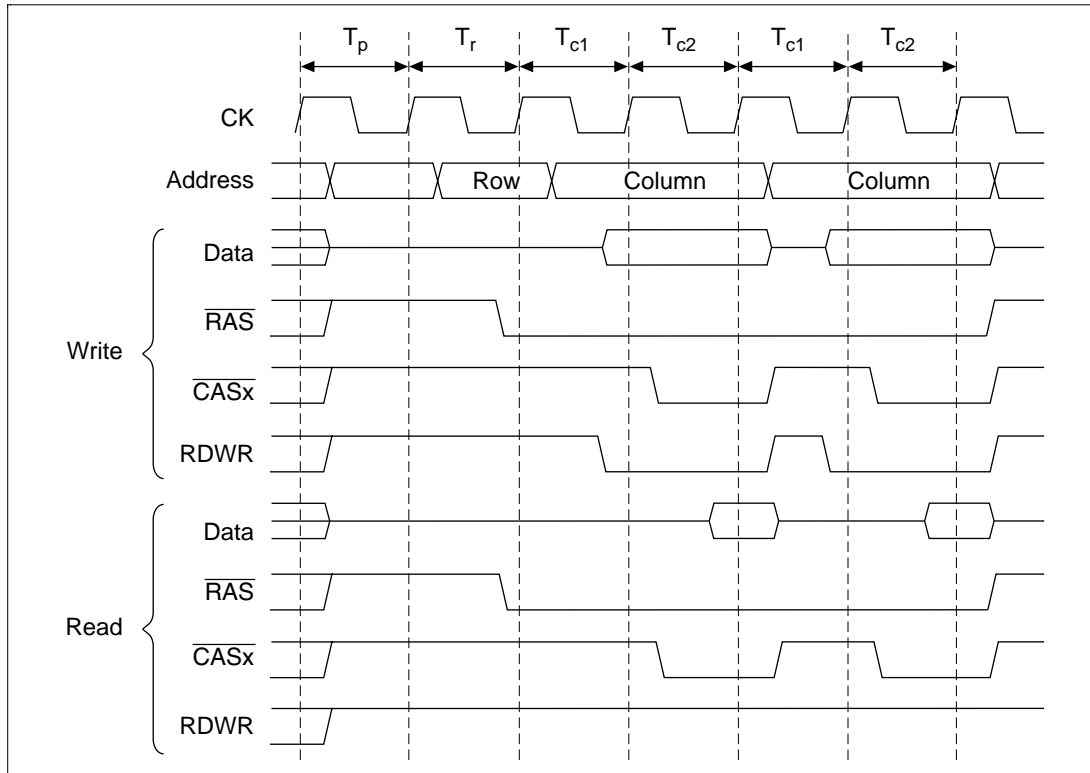 Tp Tr Tc1 Tc2 Tc1 Tc2
CK
Address Row Column Column
Data
RAS
Write
CASx
RDWR
Data
RAS
Read
CASx
RDWR